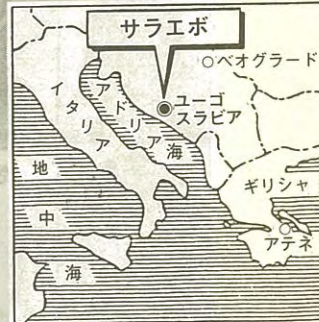 サラエボ
ベオグラード
ユーゴ
スラビア
イタリア
アドリア海
ギリシャ
アテネ
地中海